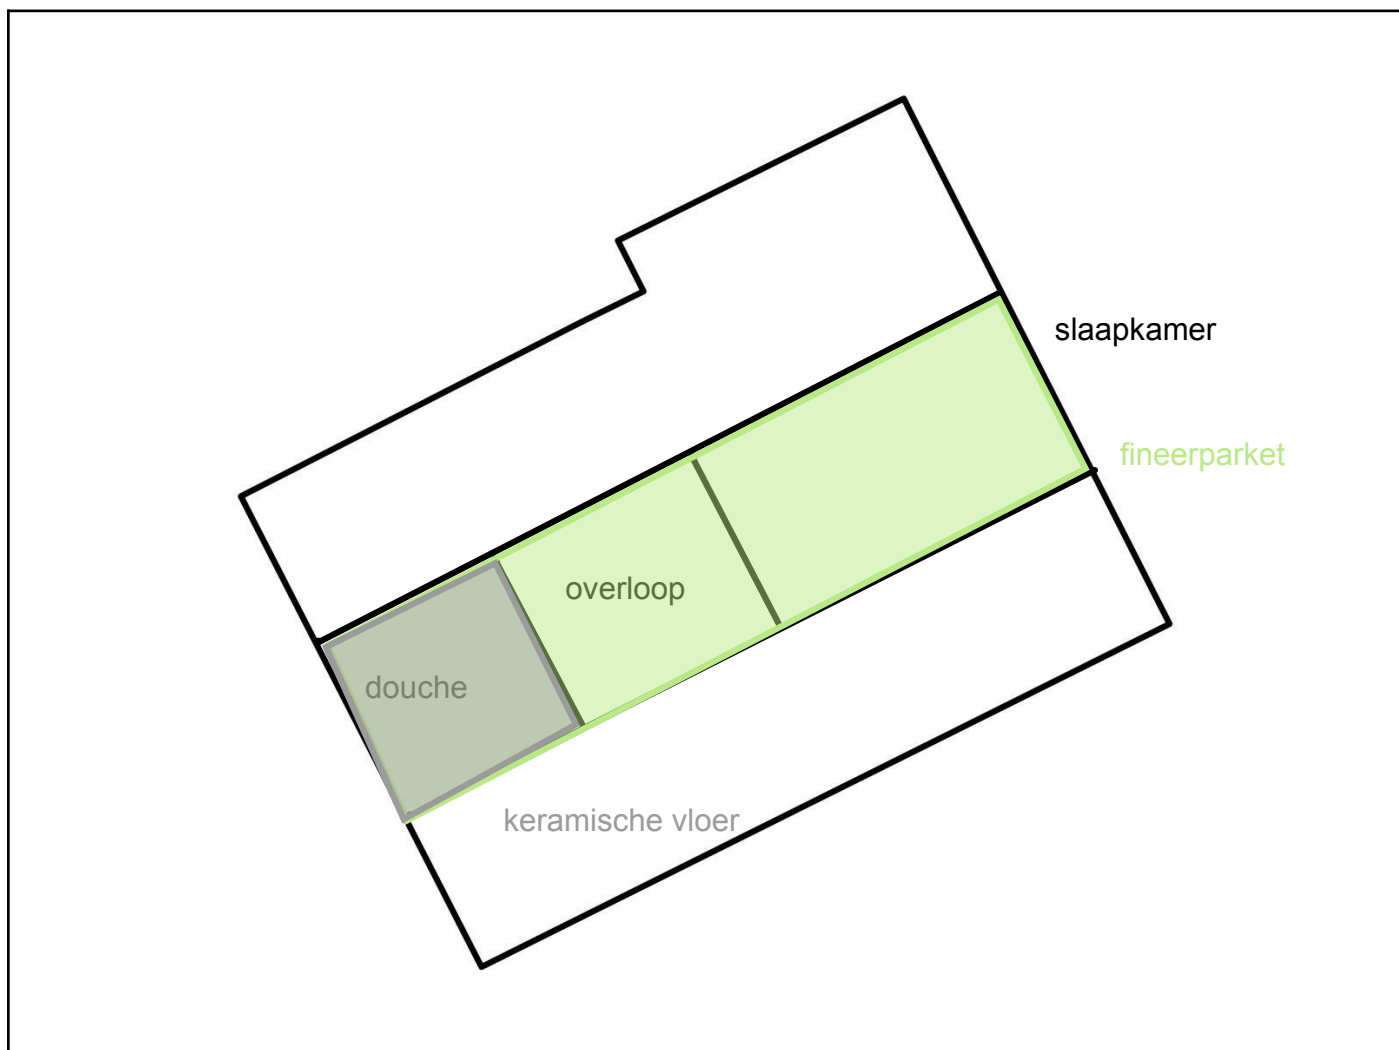 slaapkamer
fineerparket
overloop
douche
keramische vloer